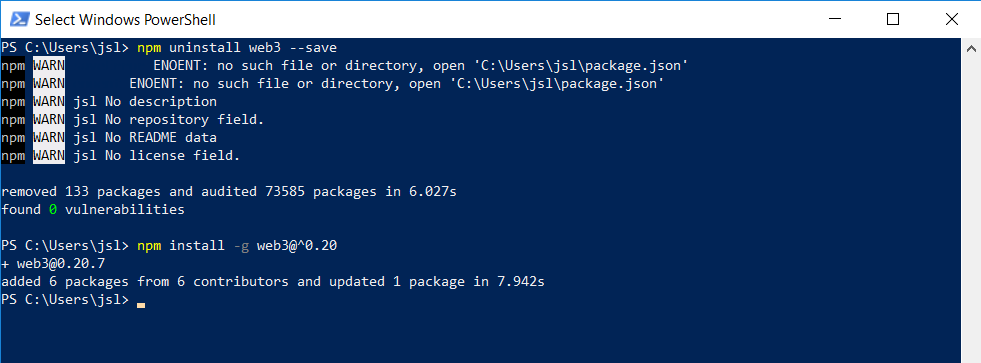 Select Windows PowerShell
PS C:\Users\jsl> npm uninstall web3 --save
npm WARN ENOENT: no such file or directory, open 'C:\Users\jsl\package.json'
npm WARN ENOENT: no such file or directory, open 'C:\Users\jsl\package.json'
npm WARN jsl No description
npm WARN jsl No repository field.
npm WARN jsl No README data
npm WARN jsl No license field.
removed 133 packages and audited 73585 packages in 6.027s
found 0 vulnerabilities
PS C:\Users\jsl> npm install -g web3@^0.20
+ web3@0.20.7
added 6 packages from 6 contributors and updated 1 package in 7.942s
PS C:\Users\jsl>